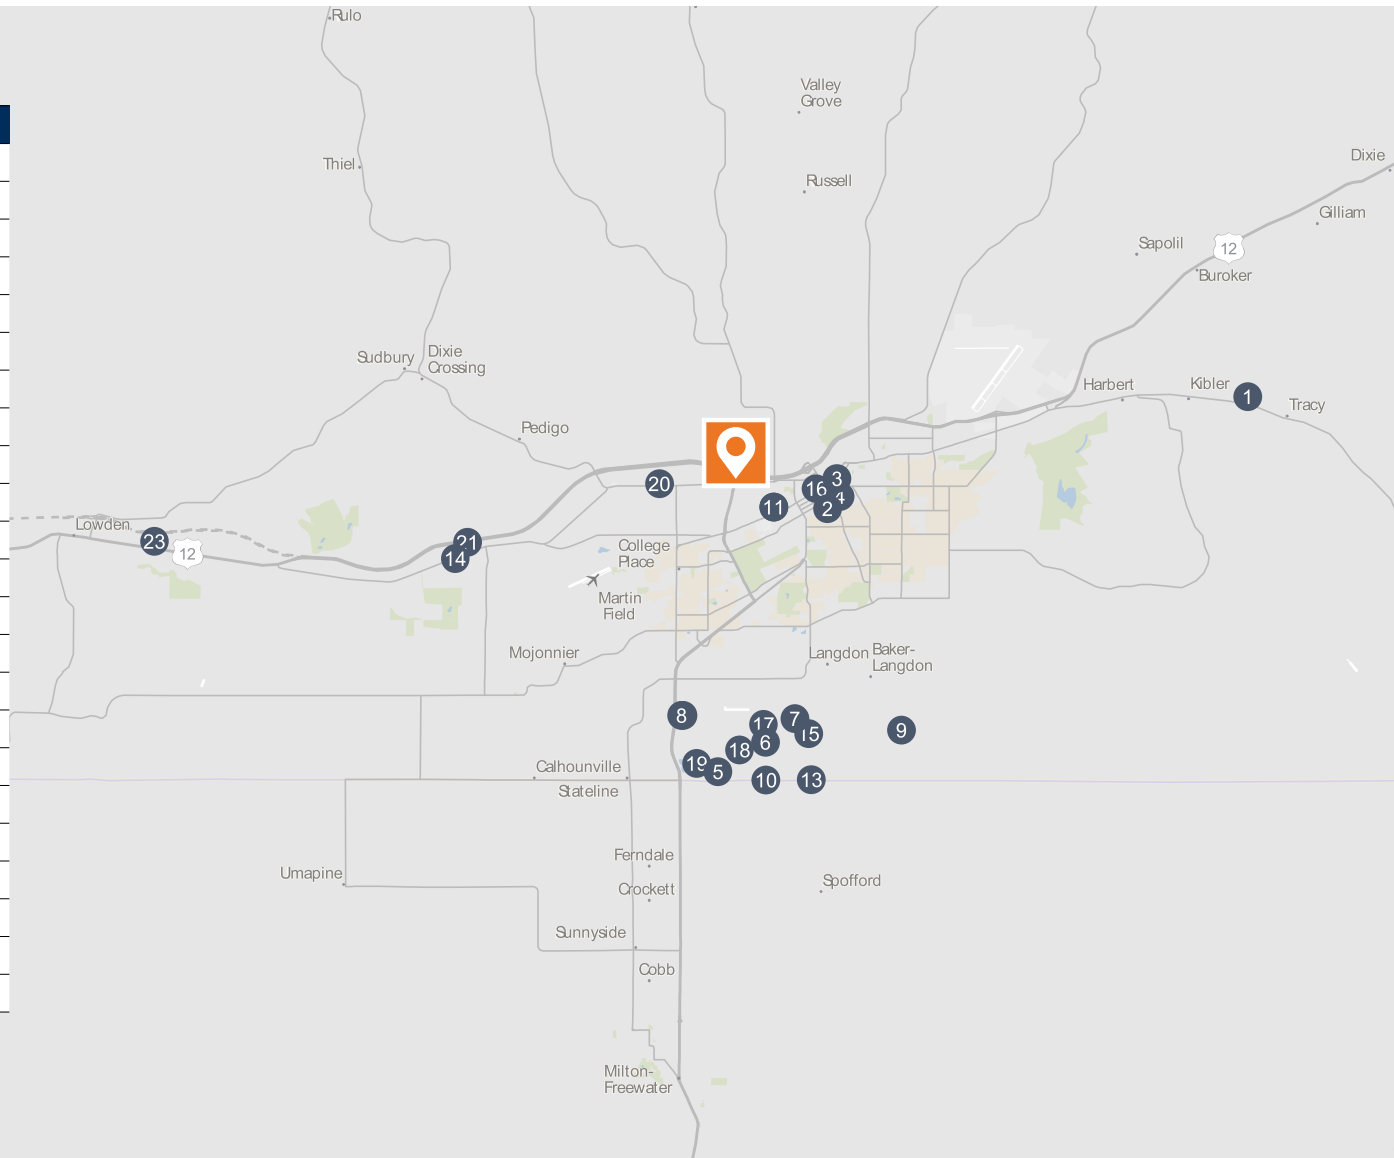 Rulo
Valley
Grove
Dixie
Thiel
Russell
Gilliam
Sapolil
12
Buroker
Sudbury
Dixie
Crossing
Harbert
Kibler
1
Tracy
Pedigo
20
3
16
4
11
2
Lowden
23
12
21
14
College
Place
Martin
Field
Mojonnier
Langdon
Baker-
Langdon
8
17
7
15
9
6
18
19
5
10
13
Calhounville
Stateline
Ferndale
Umapine
Crockett
Spofford
Sunnyside
Cobb
Milton-
Freewater